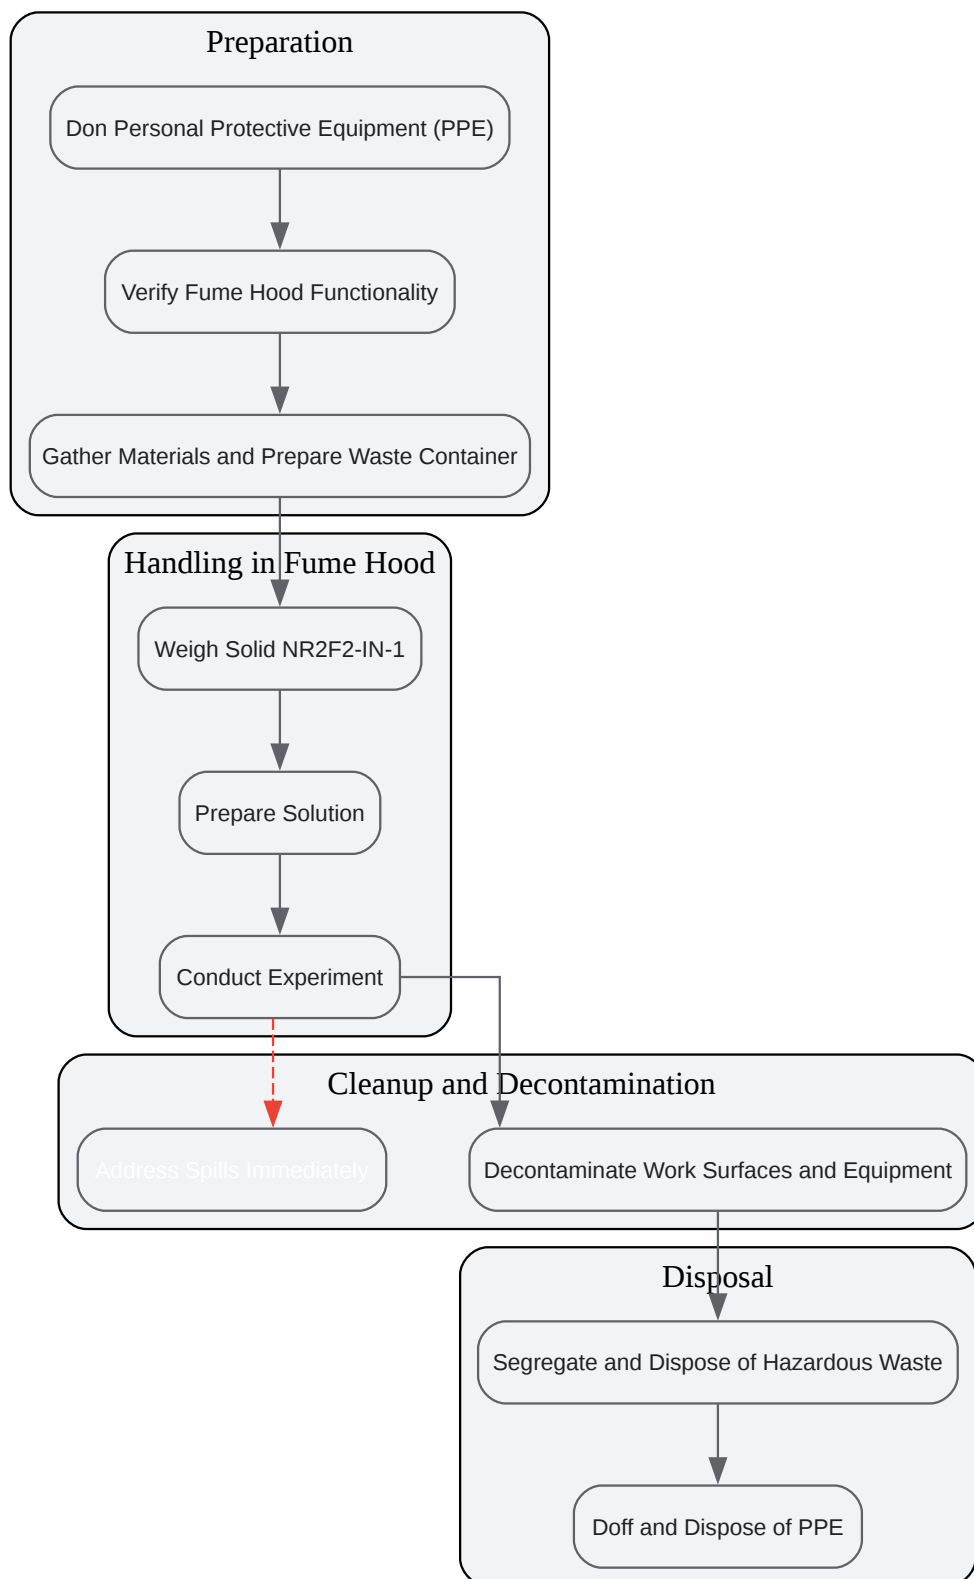 Preparation
Don Personal Protective Equipment (PPE)
Verify Fume Hood Functionality
Gather Materials and Prepare Waste Container
Handling in Fume Hood
Weigh Solid NR2F2-IN-1
Prepare Solution
Conduct Experiment
Cleanup and Decontamination
Address Spills Immediately
Decontaminate Work Surfaces and Equipment
Disposal
Segregate and Dispose of Hazardous Waste
Doff and Dispose of PPE